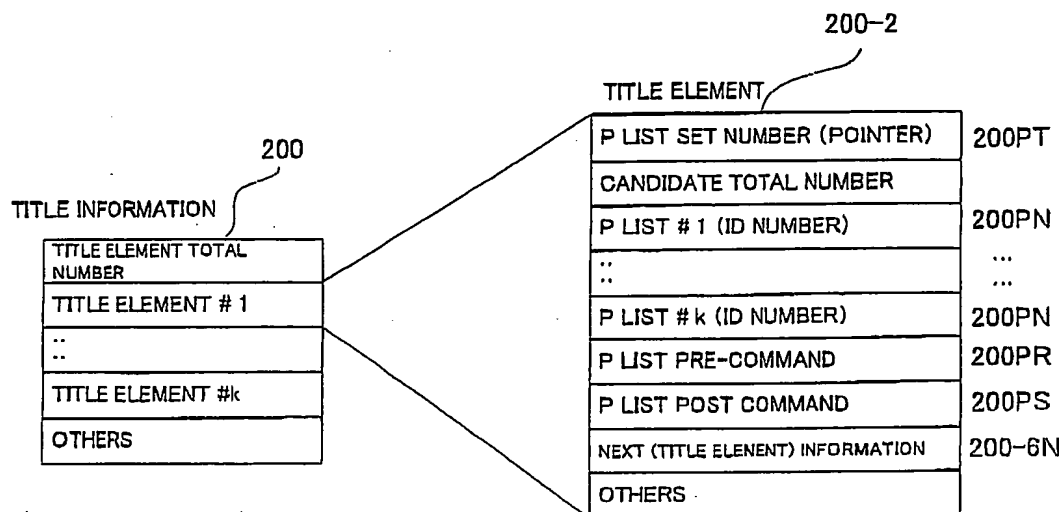 200-2
TITLE ELEMENT
P LIST SET NUMBER (POINTER) 200PT
CANDIDATE TOTAL NUMBER
P LIST #1 (ID NUMBER) 200PN
:: ...
:: ...
P LIST #k (ID NUMBER) 200PN
P LIST PRE-COMMAND 200PR
P LIST POST COMMAND 200PS
NEXT (TITLE ELENENT) INFORMATION 200-6N
OTHERS
200
TITLE INFORMATION
TITLE ELEMENT TOTAL
NUMBER
TITLE ELEMENT #1
::
::
TITLE ELEMENT #k
OTHERS